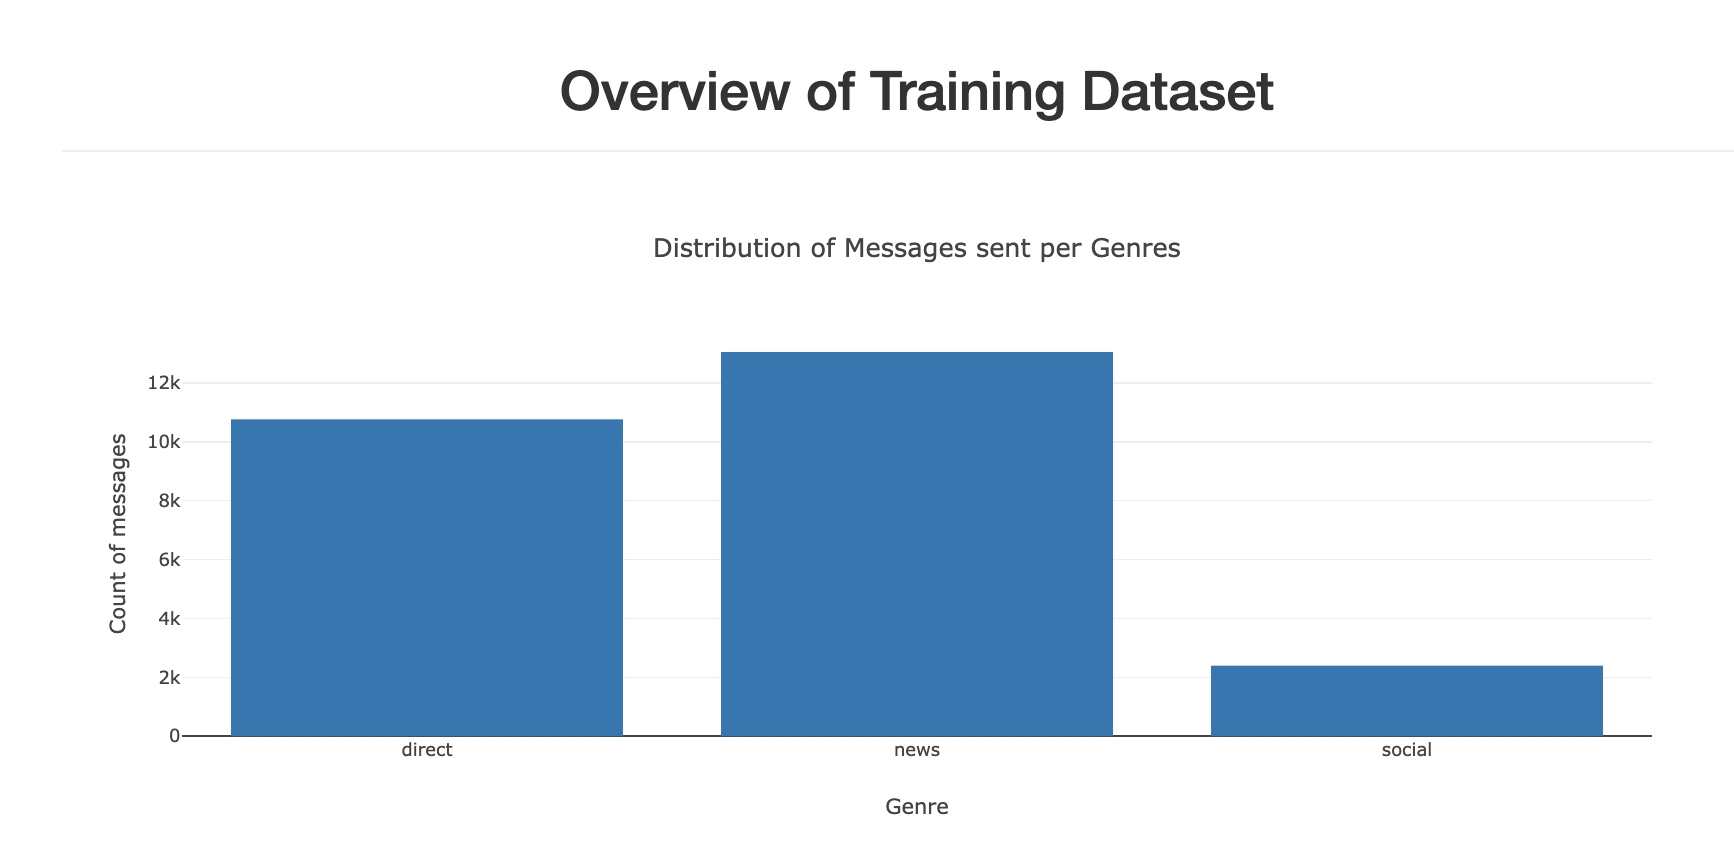 Overview of Training Dataset
Distribution of Messages sent per Genres
Count of messages
12k
10k
8k
6k
4k
2k
0
direct
news
social
Genre